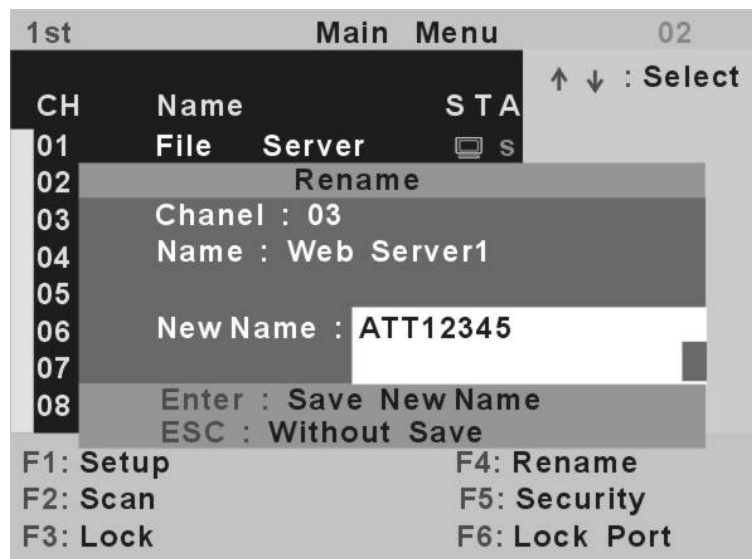 1st Main Menu 02
↑ ↓ : Select
CH Name S T A
01 File Server S
02 Rename
03 Chanel : 03
04 Name : Web Server1
05
06 New Name : ATT12345
07
08 Enter : Save New Name
ESC : Without Save
F1: Setup F4: Rename
F2: Scan F5: Security
F3: Lock F6: Lock Port